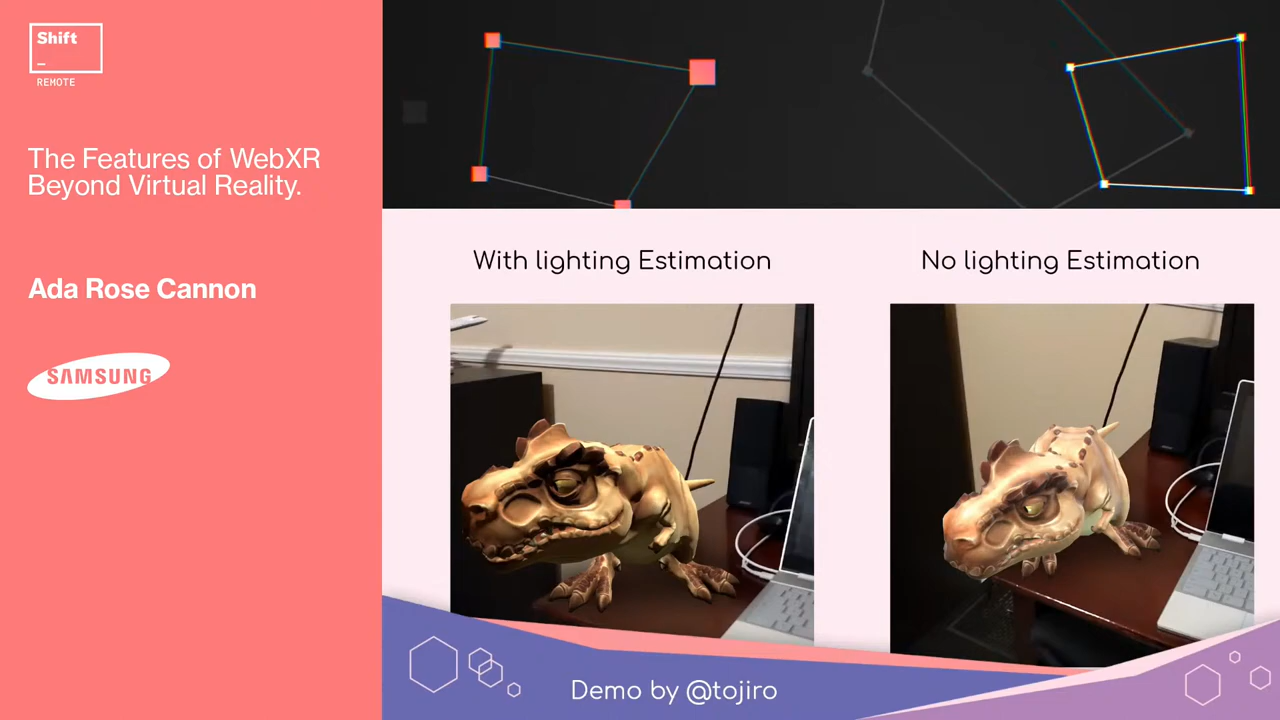 Shift
_
REMOTE
The Features of WebXR
Beyond Virtual Reality.
Ada Rose Cannon
SAMSUNG
With lighting Estimation
No lighting Estimation
Demo by @tojiro